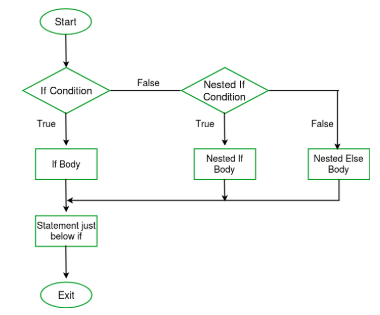 Start
If Condition
False
Nested If
Condition
True
True
False
If Body
Nested If
Body
Nested Else
Body
Statement just
below if
Exit